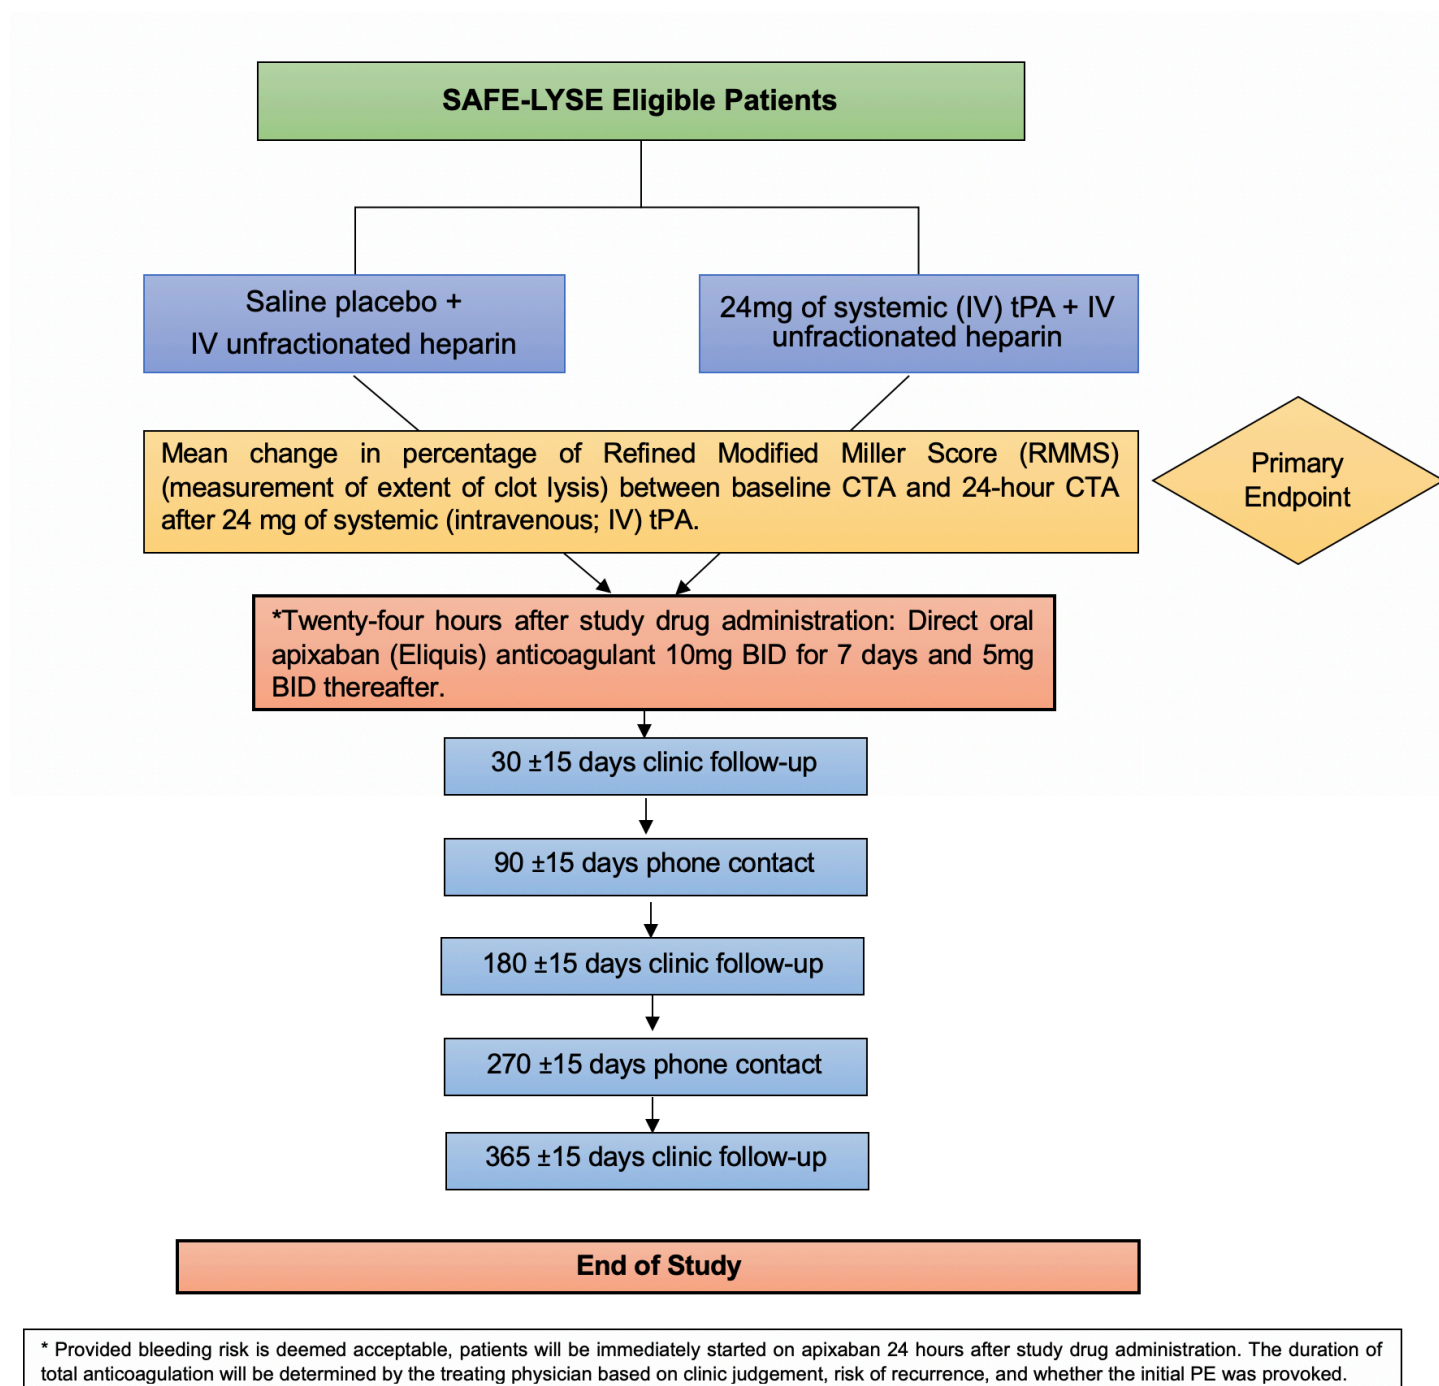 SAFE-LYSE Eligible Patients
Saline placebo +
IV unfractionated heparin
24mg of systemic (IV) tPA + IV
unfractionated heparin
Mean change in percentage of Refined Modified Miller Score (RMMS)
(measurement of extent of clot lysis) between baseline CTA and 24-hour CTA
after 24 mg of systemic (intravenous; IV) tPA.
Primary
Endpoint
*Twenty-four hours after study drug administration: Direct oral
apixaban (Eliquis) anticoagulant 10mg BID for 7 days and 5mg
BID thereafter.
30 ±15 days clinic follow-up
90 ±15 days phone contact
180 ±15 days clinic follow-up
270 ±15 days phone contact
365 ±15 days clinic follow-up
End of Study
* Provided bleeding risk is deemed acceptable, patients will be immediately started on apixaban 24 hours after study drug administration. The duration of
total anticoagulation will be determined by the treating physician based on clinic judgement, risk of recurrence, and whether the initial PE was provoked.